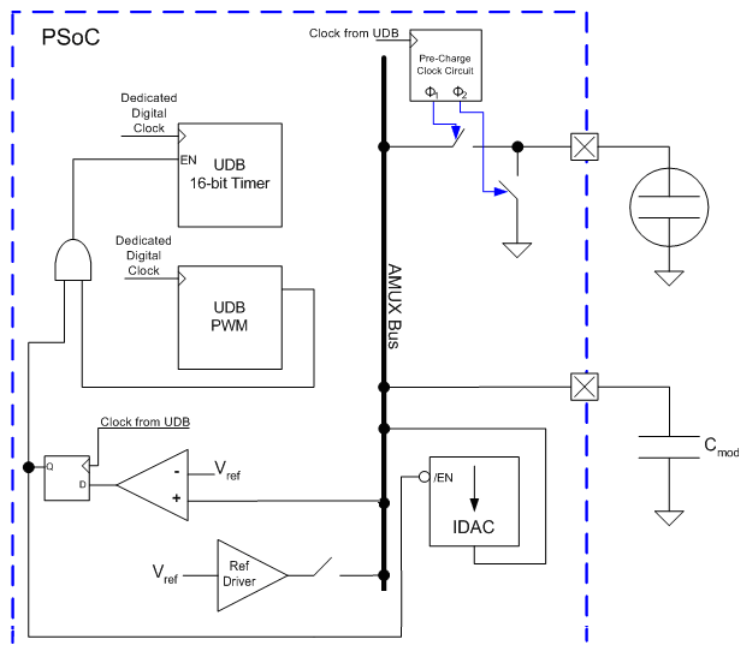 PSoC
Clock from UDB
Pre-Charge
Clock Circuit
Φ1 Φ2
Dedicated
Digital
Clock
EN
UDB
16-bit Timer
Dedicated
Digital
Clock
UDB
PWM
AMUX Bus
Clock from UDB
Q
D
-
+
Vref
/EN
IDAC
Cmod
Vref
Ref
Driver